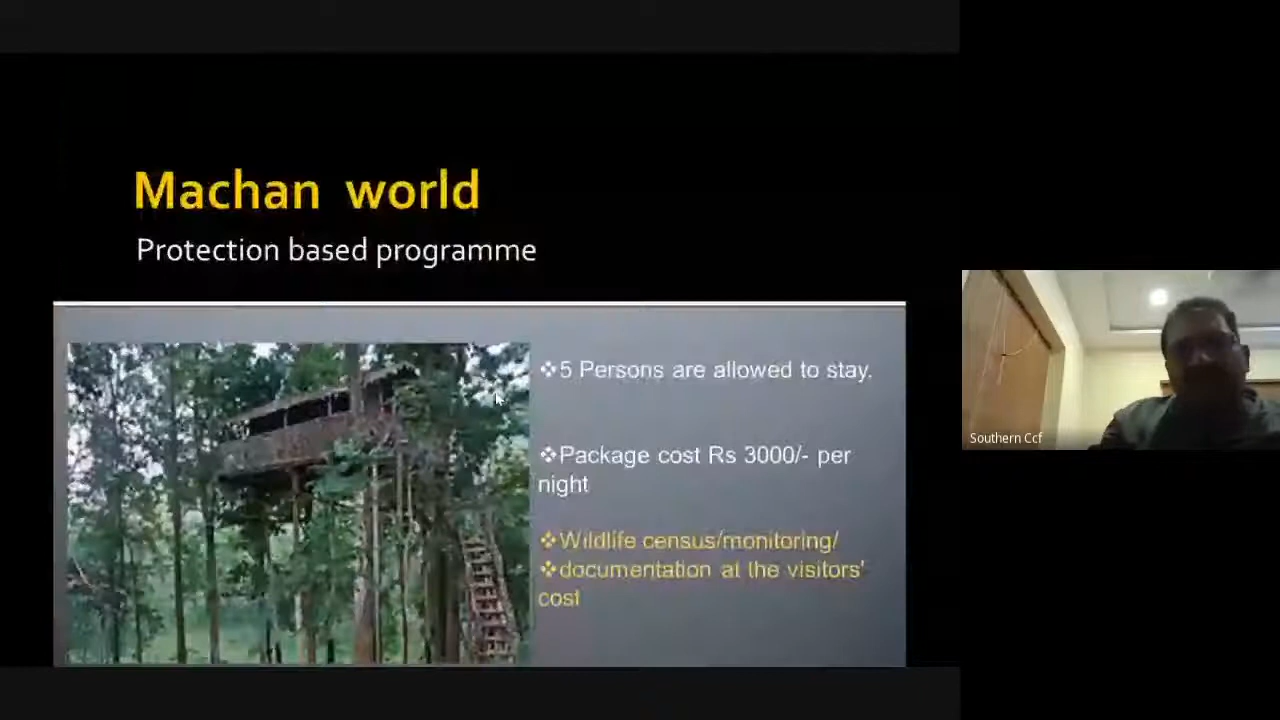 Machan world
Protection based programme
❖5 Persons are allowed to stay.
❖Package cost Rs 3000/- per
night
❖Wildlife census/monitoring/
❖documentation at the visitors'
cost
Southern Ccf